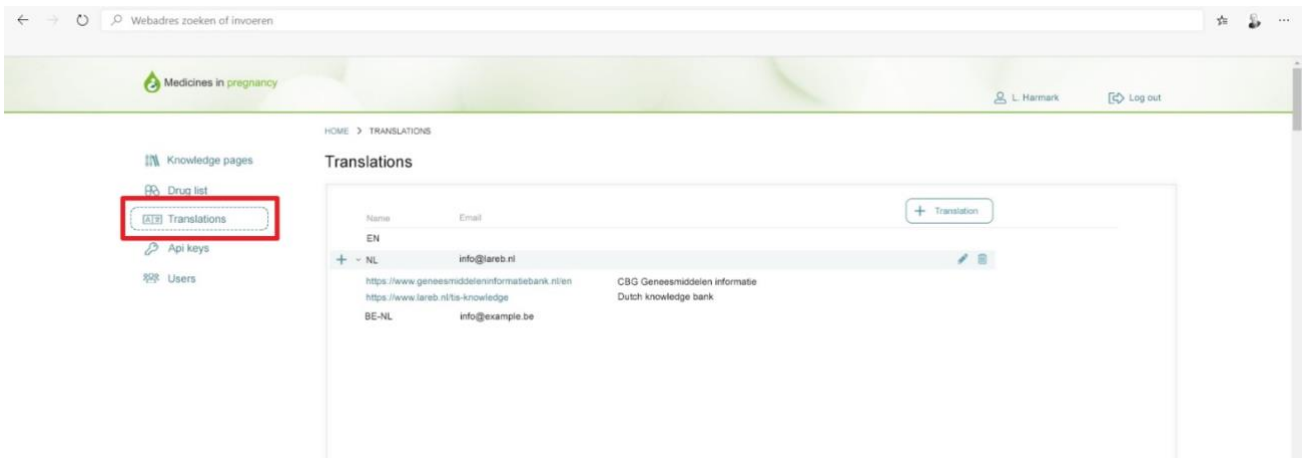 Webadres zoeken of invoeren
Medicines in pregnancy
L. Harmark Log out
HOME > TRANSLATIONS
Knowledge pages
Translations
Drug list
Translations
Api keys
Users
+ Translation
Name Email
EN
NL info@lareb.nl
https://www.geneesmiddeleninformatiebank.nl/en CBG Geneesmiddelen informatie
https://www.lareb.nl/tis-knowledge Dutch knowledge bank
BE-NL info@example.be